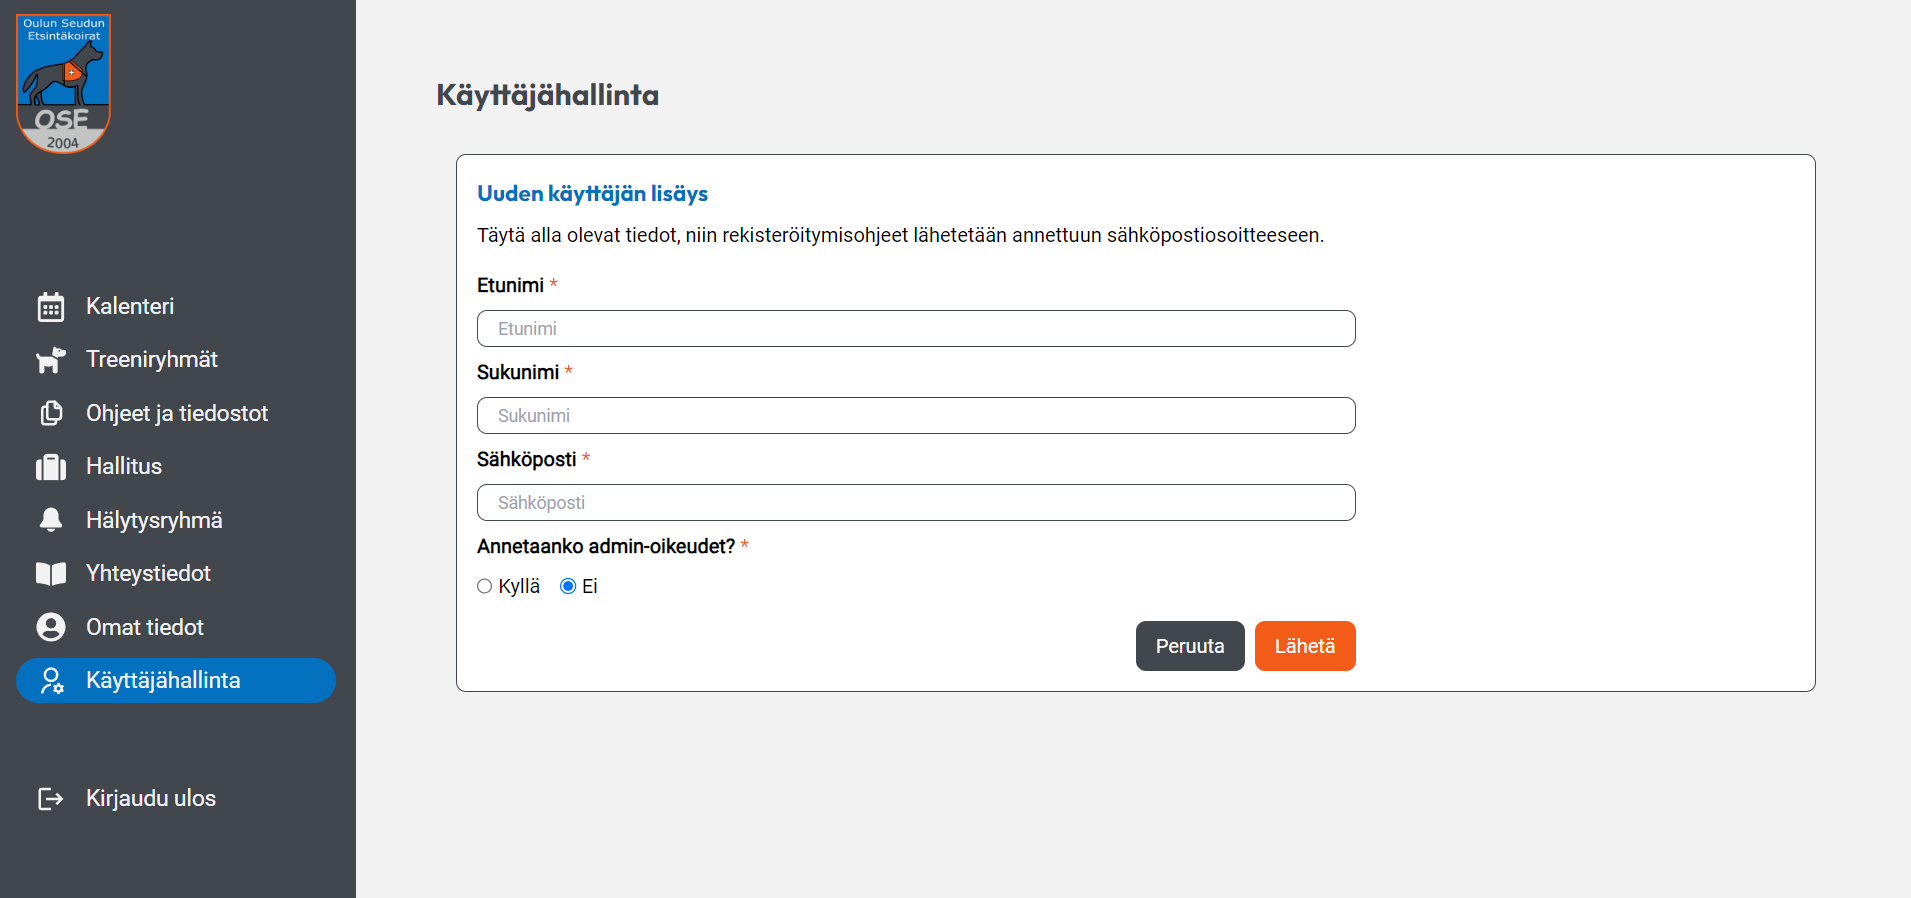 Oulun Seudun
Etsintäkoirat
OSE
2004
Kalenteri
Treeniryhmät
Ohjeet ja tiedostot
Hallitus
Hälytysryhmä
Yhteystiedot
Omat tiedot
Käyttäjähallinta
Kirjaudu ulos
Käyttäjähallinta
Uuden käyttäjän lisäys
Täytä alla olevat tiedot, niin rekisteröitymisohjeet lähetetään annettuun sähköpostiosoitteeseen.
Etunimi *
Etunimi
Sukunimi *
Sukunimi
Sähköposti *
Sähköposti
Annetaanko admin-oikeudet? *
Kyllä Ei
Peruuta Lähetä